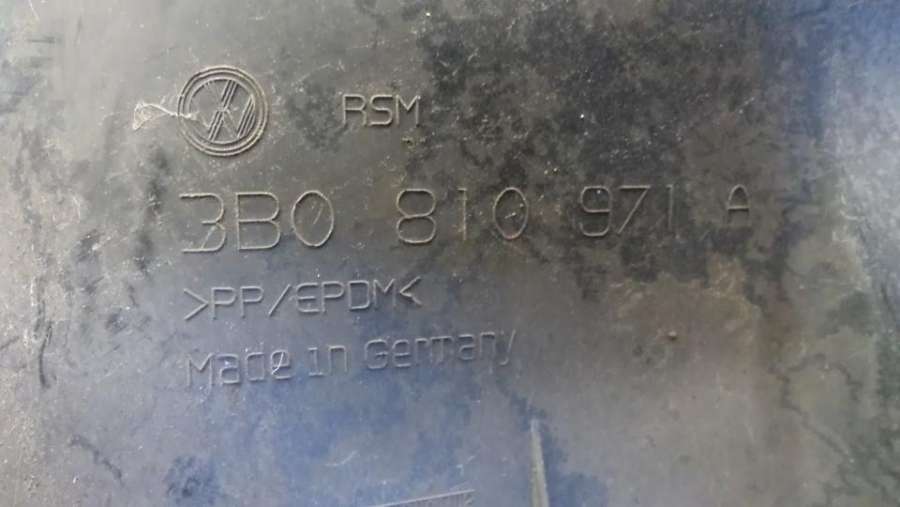 RSM
3B0 810 971 A
>PP/EPDM<
Made in Germany